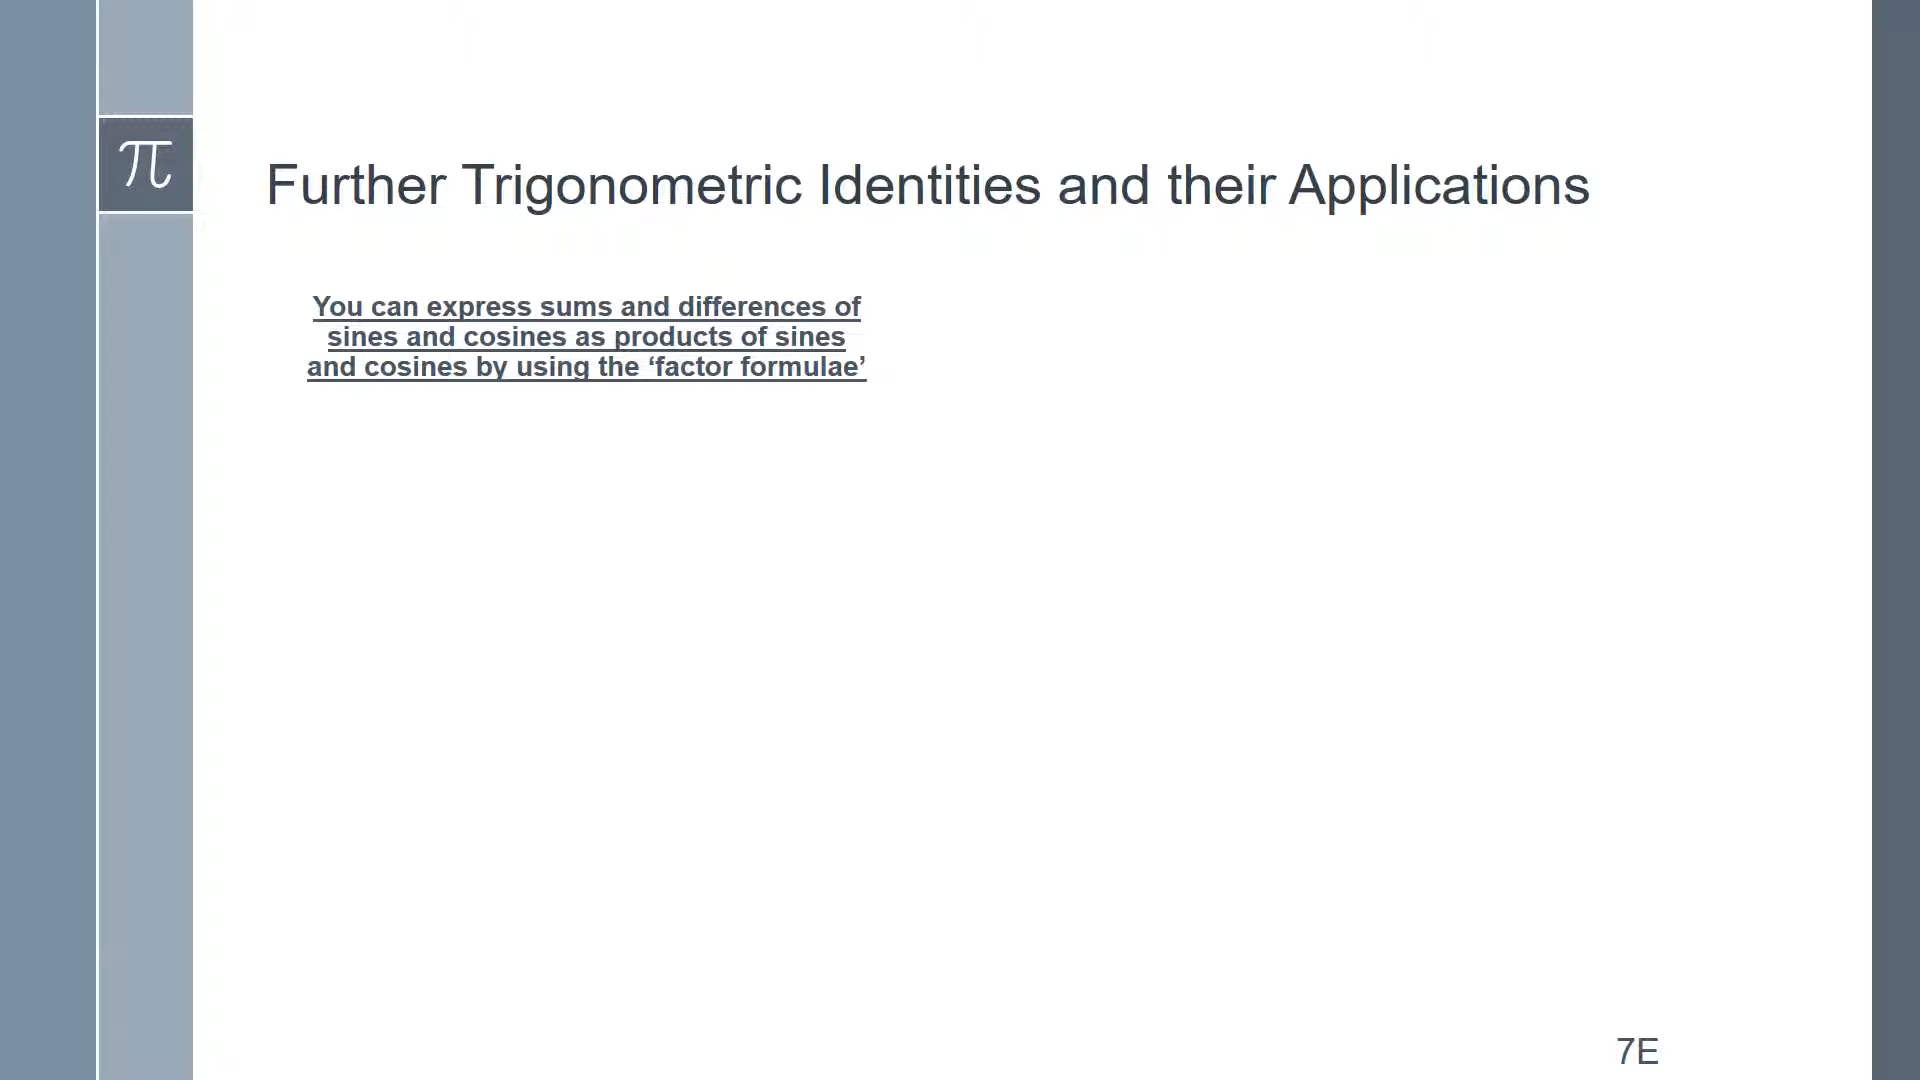 π
Further Trigonometric Identities and their Applications
You can express sums and differences of
sines and cosines as products of sines
and cosines by using the ‘factor formulae’
7E